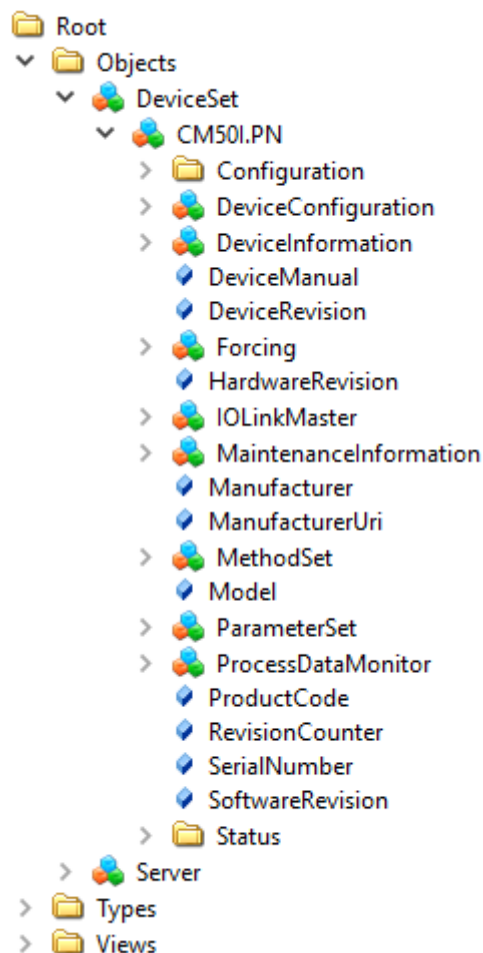 Root
Objects
DeviceSet
CM50I.PN
Configuration
DeviceConfiguration
DeviceInformation
DeviceManual
DeviceRevision
Forcing
HardwareRevision
IOLinkMaster
MaintenanceInformation
Manufacturer
ManufacturerUri
MethodSet
Model
ParameterSet
ProcessDataMonitor
ProductCode
RevisionCounter
SerialNumber
SoftwareRevision
Status
Server
Types
Views